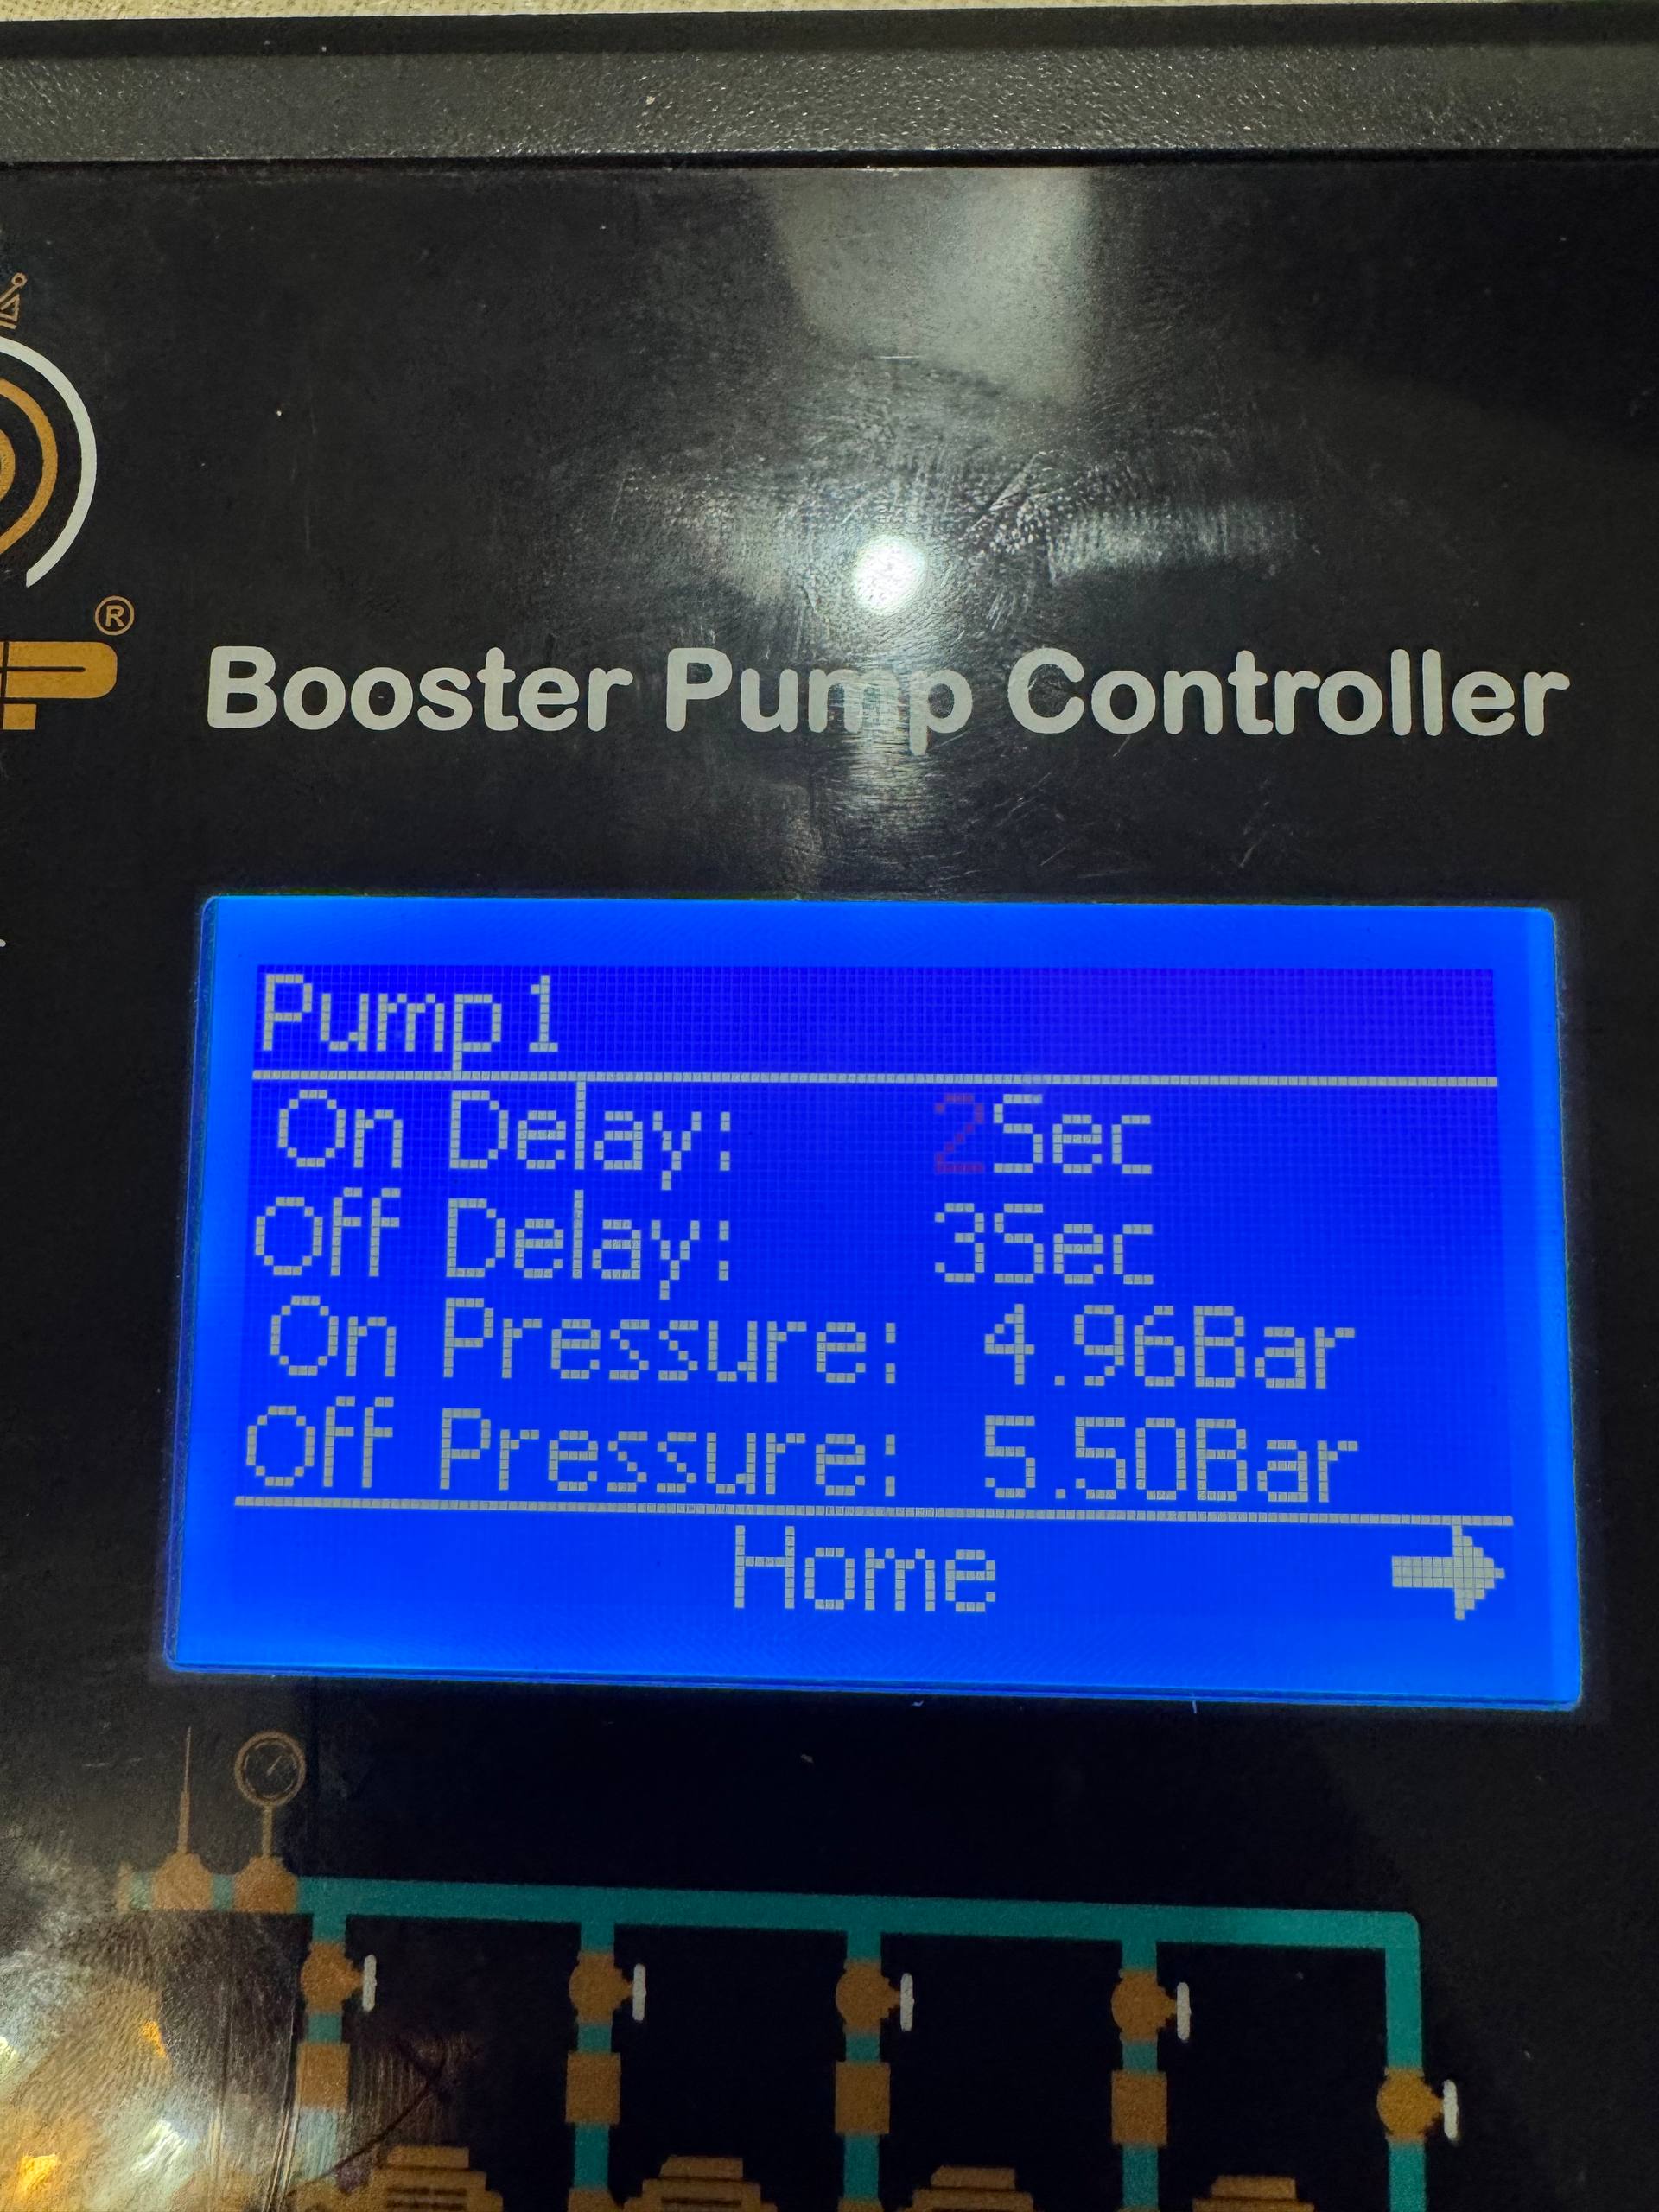 ®
P
Booster Pump Controller
Pump 1
On Delay: 2Sec
Off Delay: 3Sec
On Pressure: 4.96Bar
Off Pressure: 5.50Bar
Home